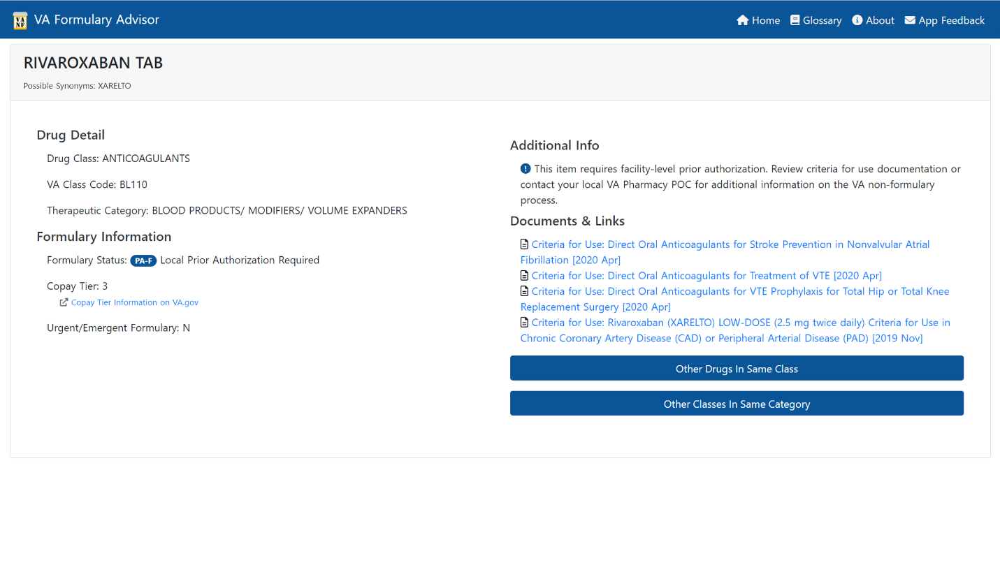 VA Formulary Advisor
Home
Glossary
About
App Feedback
RIVAROXABAN TAB
Possible Synonyms: XARELTO
Drug Detail
Drug Class: ANTICOAGULANTS
VA Class Code: BL110
Therapeutic Category: BLOOD PRODUCTS/ MODIFIERS/ VOLUME EXPANDERS
Formulary Information
Formulary Status: PA-F Local Prior Authorization Required
Copay Tier: 3
Copay Tier Information on VA.gov
Urgent/Emergent Formulary: N
Additional Info
This item requires facility-level prior authorization. Review criteria for use documentation or
contact your local VA Pharmacy POC for additional information on the VA non-formulary
process.
Documents & Links
Criteria for Use: Direct Oral Anticoagulants for Stroke Prevention in Nonvalvular Atrial
Fibrillation [2020 Apr]
Criteria for Use: Direct Oral Anticoagulants for Treatment of VTE [2020 Apr]
Criteria for Use: Direct Oral Anticoagulants for VTE Prophylaxis for Total Hip or Total Knee
Replacement Surgery [2020 Apr]
Criteria for Use: Rivaroxaban (XARELTO) LOW-DOSE (2.5 mg twice daily) Criteria for Use in
Chronic Coronary Artery Disease (CAD) or Peripheral Arterial Disease (PAD) [2019 Nov]
Other Drugs In Same Class
Other Classes In Same Category
VA
NF